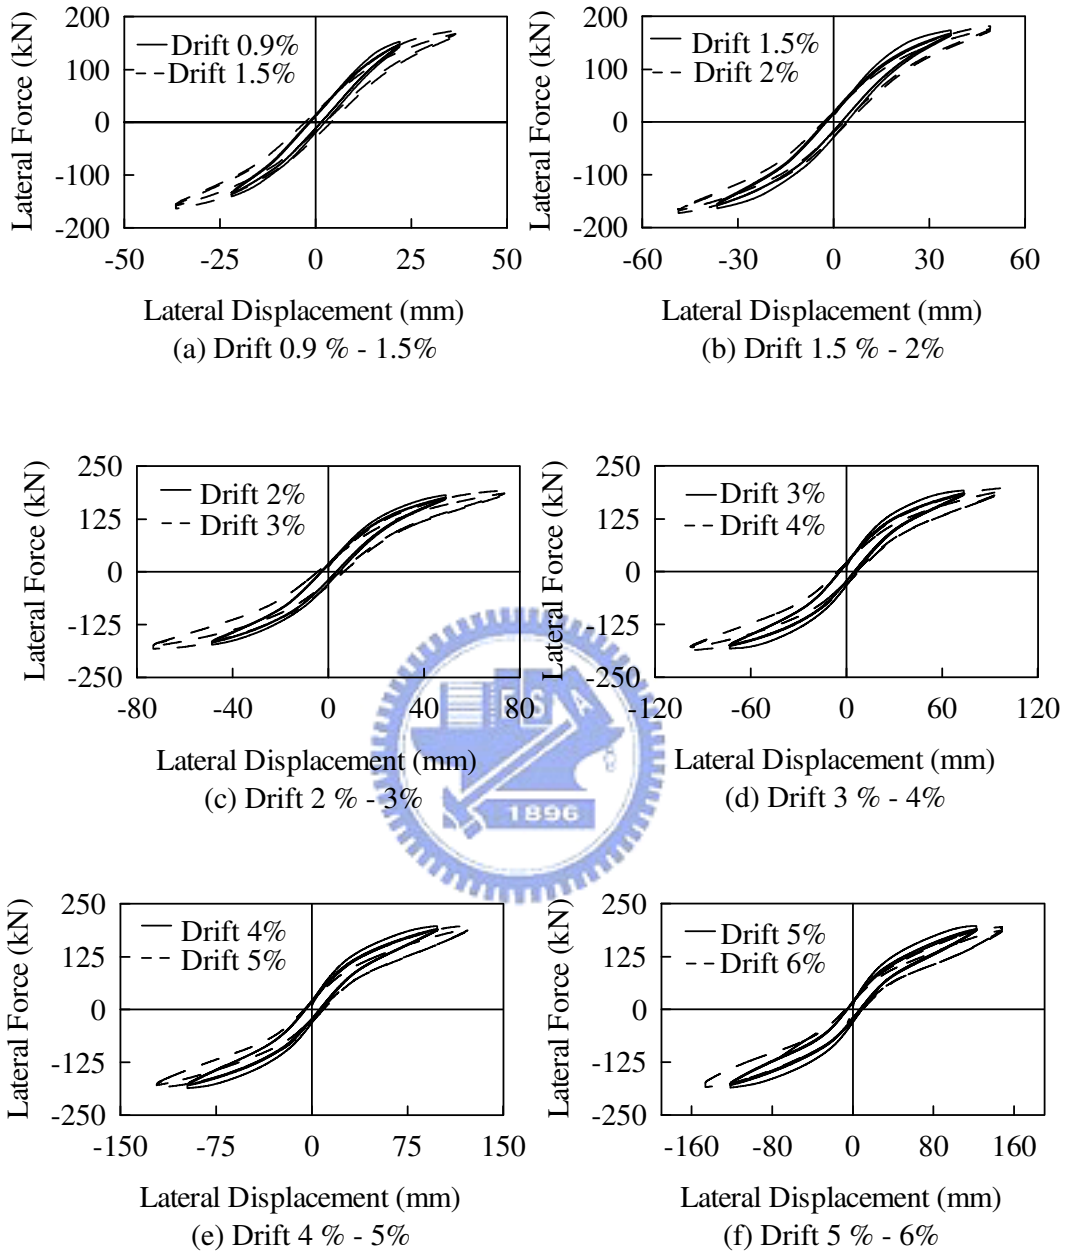 Lateral Force (kN)
200
100
0
-100
-200
Drift 0.9%
Drift 1.5%
-50 -25 0 25 50
Lateral Displacement (mm)
(a) Drift 0.9 % - 1.5%
Lateral Force (kN)
200
100
0
-100
-200
Drift 1.5%
Drift 2%
-60 -30 0 30 60
Lateral Displacement (mm)
(b) Drift 1.5 % - 2%
Lateral Force (kN)
250
125
0
-125
-250
Drift 2%
Drift 3%
-80 -40 0 40 80
Lateral Displacement (mm)
(c) Drift 2 % - 3%
Lateral Force (kN)
250
125
0
-125
-250
Drift 3%
Drift 4%
-120 -60 0 60 120
Lateral Displacement (mm)
(d) Drift 3 % - 4%
ES
A
1896
Lateral Force (kN)
250
125
0
-125
-250
Drift 4%
Drift 5%
-150 -75 0 75 150
Lateral Displacement (mm)
(e) Drift 4 % - 5%
Lateral Force (kN)
250
125
0
-125
-250
Drift 5%
Drift 6%
-160 -80 0 80 160
Lateral Displacement (mm)
(f) Drift 5 % - 6%